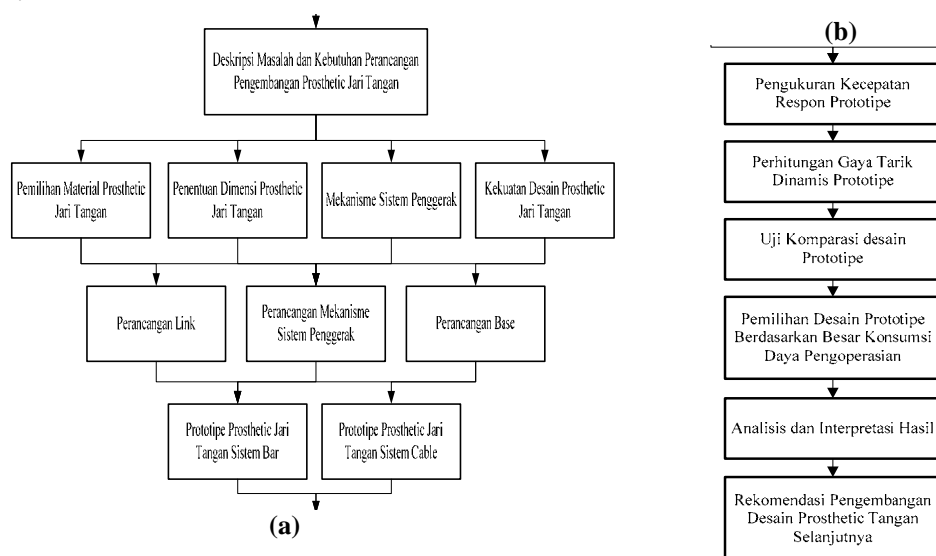 Deskripsi Masalah dan Kebutuhan Perancangan
Pengembangan Prosthetic Jari Tangan
Pemilihan Material Prosthetic
Jari Tangan
Penentuan Dimensi Prosthetic
Jari Tangan
Mekanisme Sistem Penggerak
Kekuatan Desain Prosthetic
Jari Tangan
Perancangan Link
Perancangan Mekanisme
Sistem Penggerak
Perancangan Base
Prototipe Prosthetic Jari
Tangan Sistem Bar
Prototipe Prosthetic Jari
Tangan Sistem Cable
(a)
(b)
Pengukuran Kecepatan
Respon Prototipe
Perhitungan Gaya Tarik
Dinamis Prototipe
Uji Komparasi desain
Prototipe
Pemilihan Desain Prototipe
Berdasarkan Besar Konsumsi
Daya Pengoperasian
Analisis dan Interpretasi Hasil
Rekomendasi Pengembangan
Desain Prosthetic Tangan
Selanjutnya